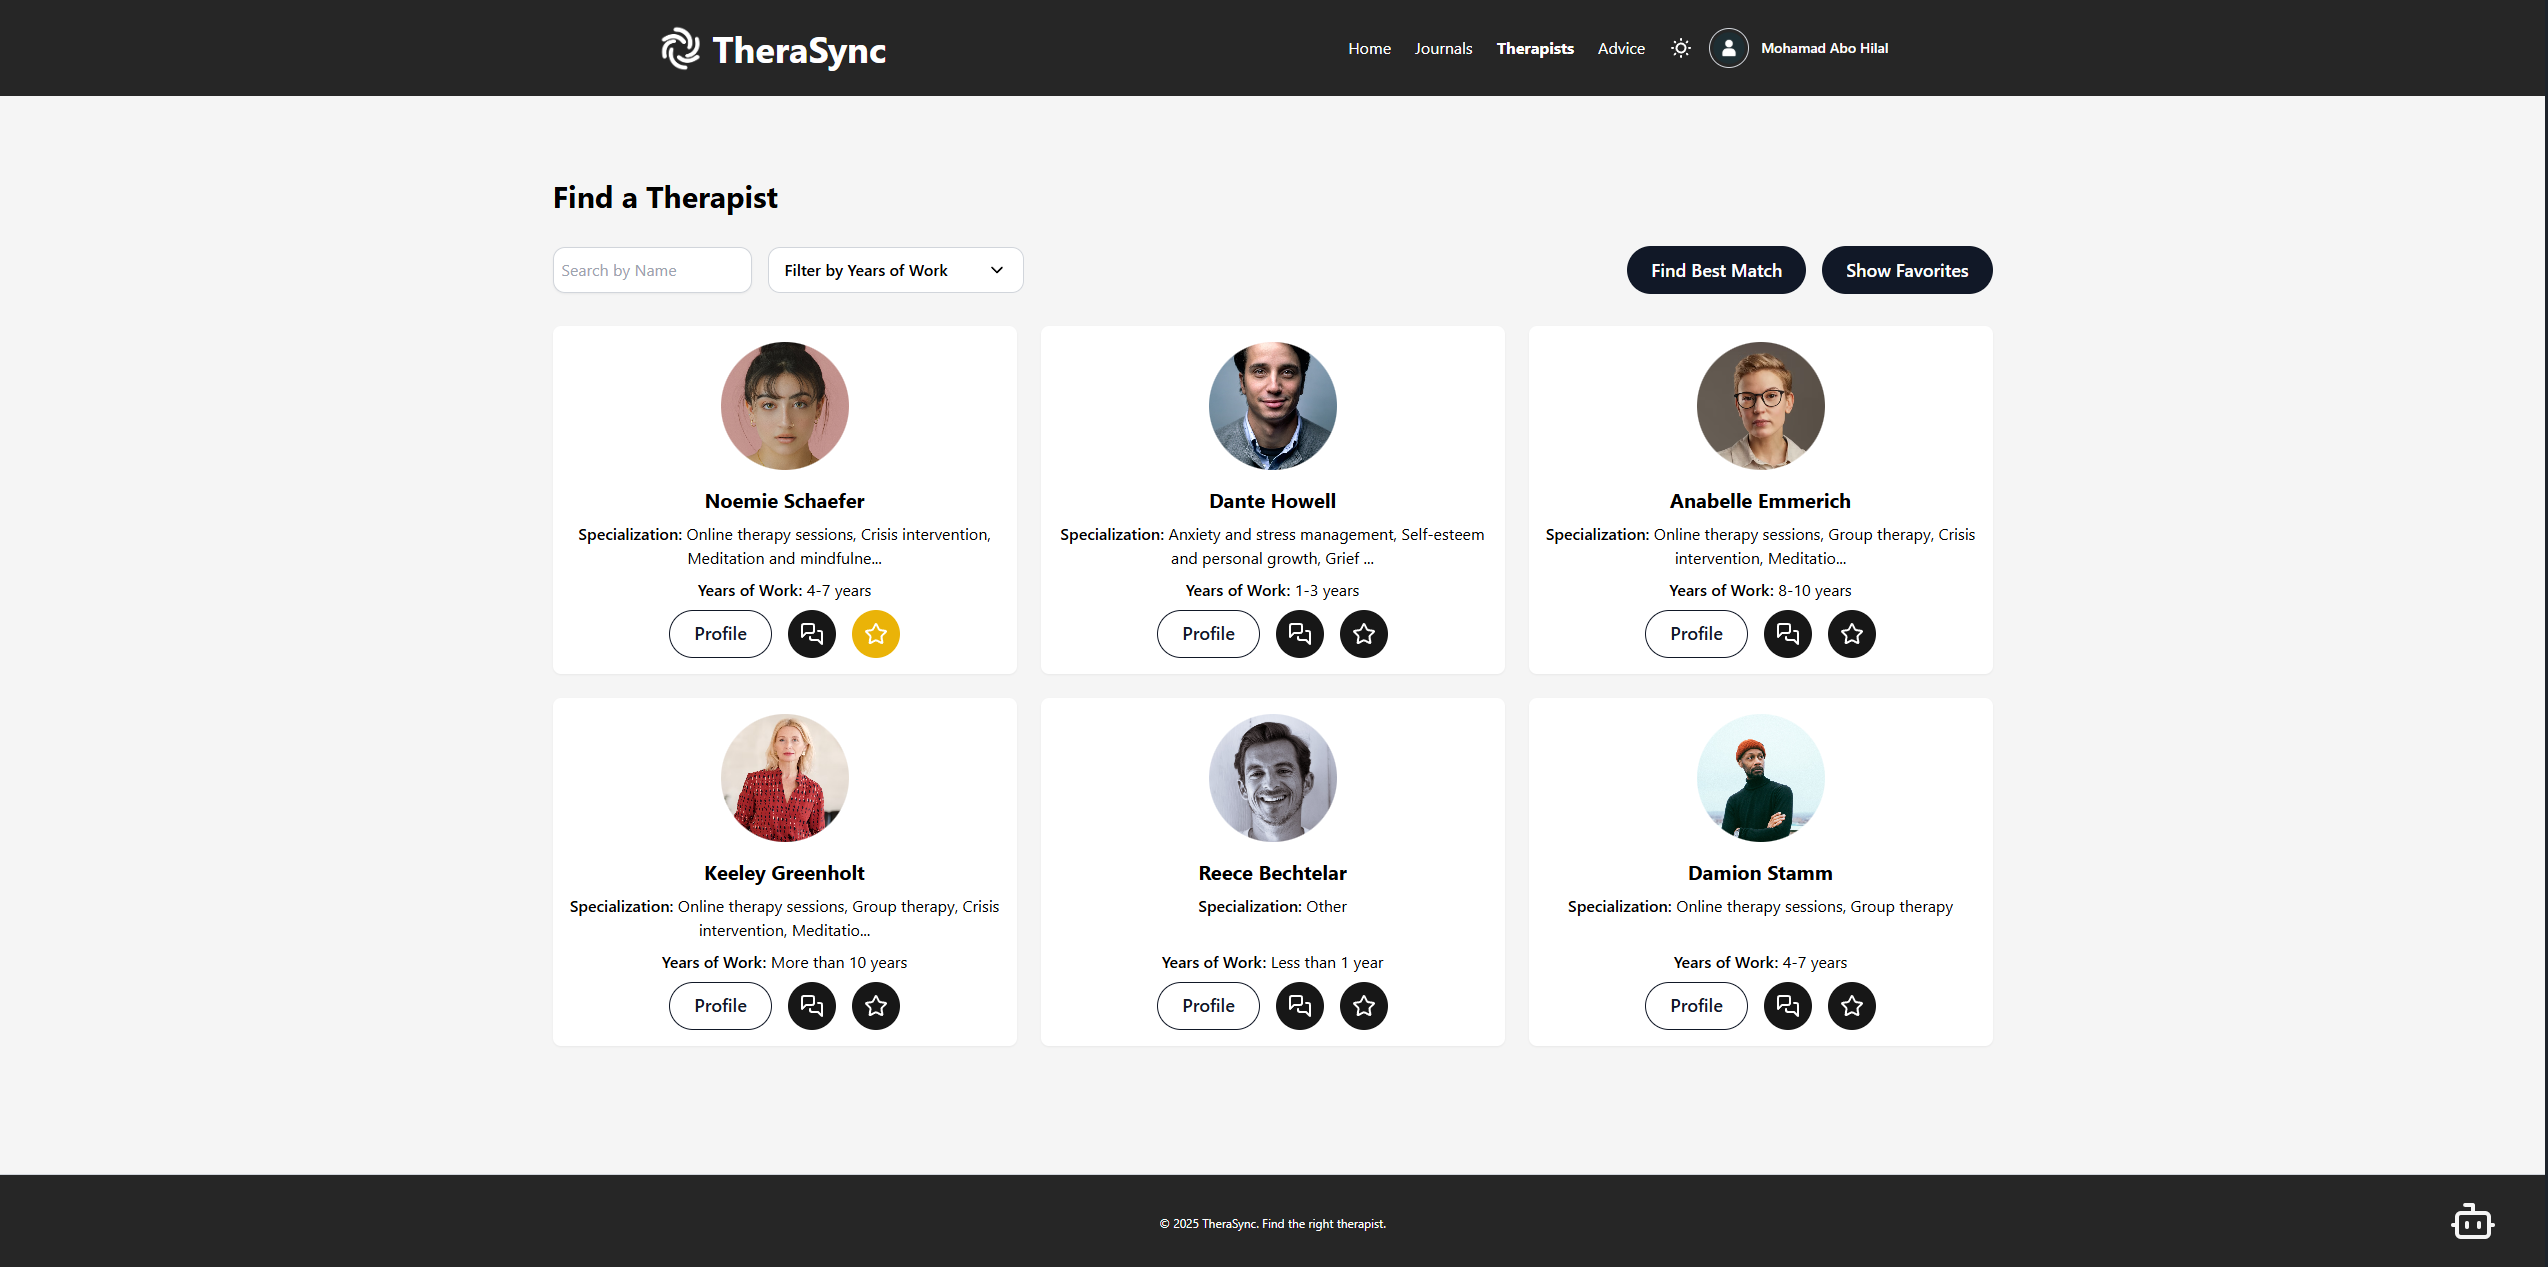 TheraSync
Home
Journals
Therapists
Advice
Mohamad Abo Hilal
Find a Therapist
Search by Name
Filter by Years of Work
Find Best Match
Show Favorites
Noemie Schaefer
Specialization: Online therapy sessions, Crisis intervention,
Meditation and mindfulne...
Years of Work: 4-7 years
Profile
Dante Howell
Specialization: Anxiety and stress management, Self-esteem
and personal growth, Grief ...
Years of Work: 1-3 years
Profile
Anabelle Emmerich
Specialization: Online therapy sessions, Group therapy, Crisis
intervention, Meditatio...
Years of Work: 8-10 years
Profile
Keeley Greenholt
Specialization: Online therapy sessions, Group therapy, Crisis
intervention, Meditatio...
Years of Work: More than 10 years
Profile
Reece Bechtelar
Specialization: Other
Years of Work: Less than 1 year
Profile
Damion Stamm
Specialization: Online therapy sessions, Group therapy
Years of Work: 4-7 years
Profile
© 2025 TheraSync. Find the right therapist.